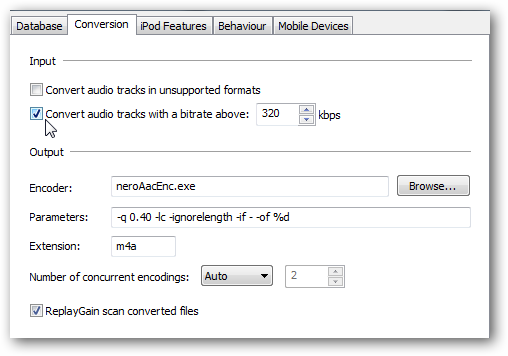 Database Conversion iPod Features Behaviour Mobile Devices
Input
Convert audio tracks in unsupported formats
Convert audio tracks with a bitrate above: 320 kbps
Output
Encoder: neroAacEnc.exe Browse...
Parameters: -q 0.40 -lc -ignorelength -if - -of %d
Extension: m4a
Number of concurrent encodings: Auto 2
ReplayGain scan converted files